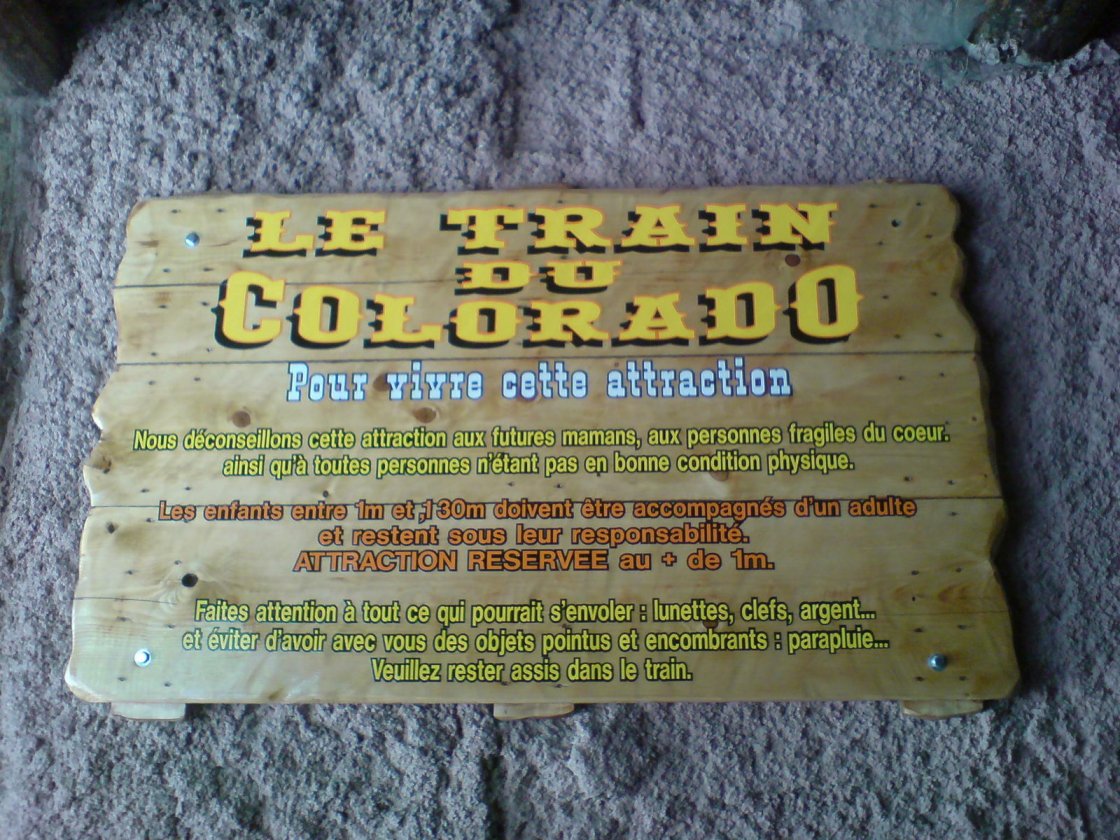 LE TRAIN
DU
COLORADO
Pour vivre cette attraction
Nous déconseillons cette attraction aux futures mamans, aux personnes fragiles du coeur.
ainsi qu'à toutes personnes n'étant pas en bonne condition physique.
Les enfants entre 1m et ,130m doivent être accompagnés d'un adulte
et restent sous leur responsabilité.
ATTRACTION RESERVEE au + de 1m.
Faites attention à tout ce qui pourrait s'envoler : lunettes, clefs, argent...
et éviter d'avoir avec vous des objets pointus et encombrants : parapluie...
Veuillez rester assis dans le train.